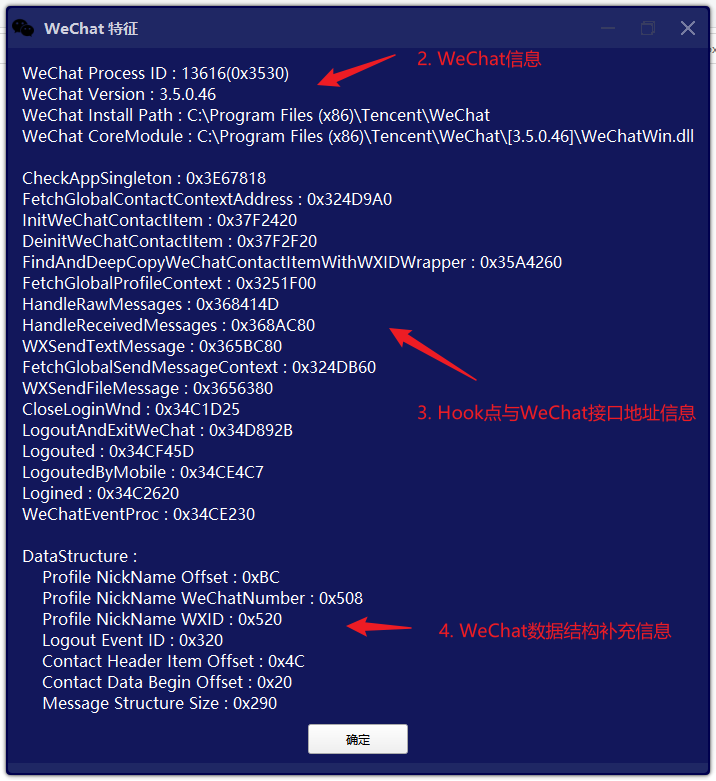 WeChat 特征
2. WeChat信息
WeChat Process ID : 13616(0x3530)
WeChat Version : 3.5.0.46
WeChat Install Path : C:\Program Files (x86)\Tencent\WeChat
WeChat CoreModule : C:\Program Files (x86)\Tencent\WeChat\[3.5.0.46]\WeChatWin.dll
CheckAppSingleton : 0x3E67818
FetchGlobalContactContextAddress : 0x324D9A0
InitWeChatContactItem : 0x37F2420
DeinitWeChatContactItem : 0x37F2F20
FindAndDeepCopyWeChatContactItemWithWXIDWrapper : 0x35A4260
FetchGlobalProfileContext : 0x3251F00
HandleRawMessages : 0x368414D
HandleReceivedMessages : 0x368AC80
WXSendTextMessage : 0x365BC80
FetchGlobalSendMessageContext : 0x324DB60
WXSendFileMessage : 0x3656380
CloseLoginWnd : 0x34C1D25
3. Hook点与WeChat接口地址信息
LogoutAndExitWeChat : 0x34D892B
Logouted : 0x34CF45D
LogoutedByMobile : 0x34CE4C7
Logined : 0x34C2620
WeChatEventProc : 0x34CE230
DataStructure :
Profile NickName Offset : 0xBC
Profile NickName WeChatNumber : 0x508
Profile NickName WXID : 0x520
4. WeChat数据结构补充信息
Logout Event ID : 0x320
Contact Header Item Offset : 0x4C
Contact Data Begin Offset : 0x20
Message Structure Size : 0x290
确定